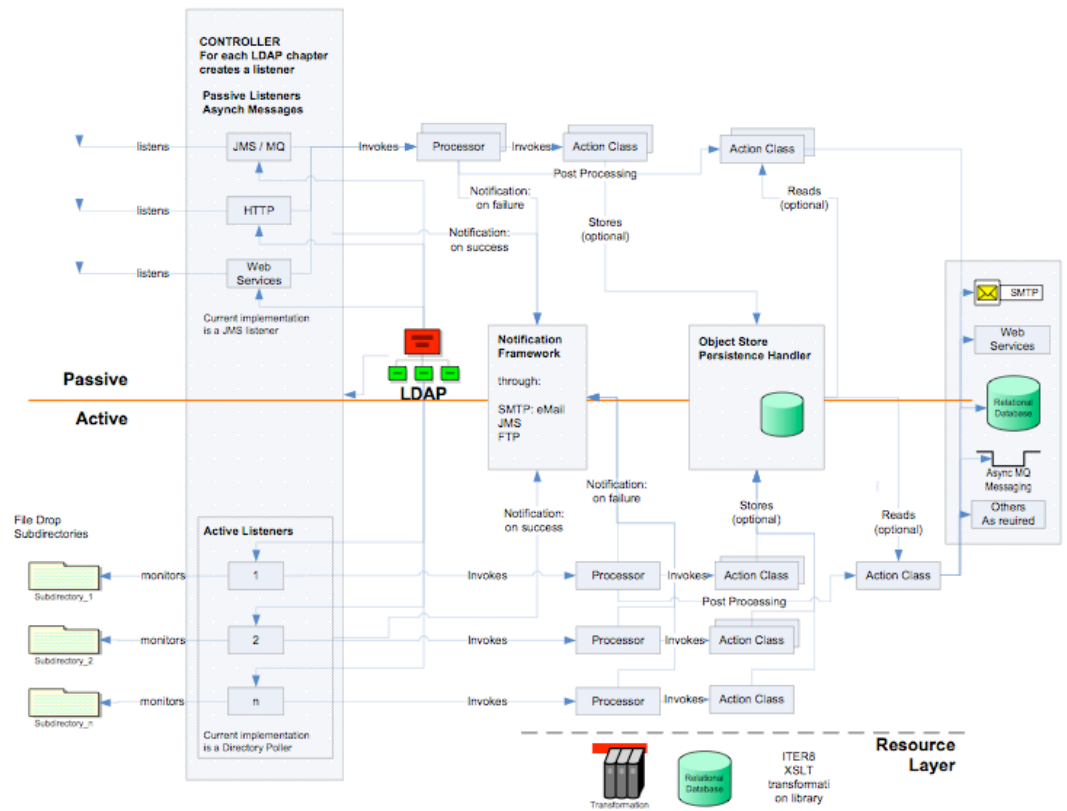 CONTROLLER
For each LDAP chapter
creates a listener
Passive Listeners
Asynch Messages
listens
JMS / MQ
Invokes
Processor
Invokes
Action Class
Action Class
Post Processing
Notification:
on failure
Reads
(optional)
listens
HTTP
Stores
(optional)
Notification:
on success
listens
Web
Services
SMTP
Current implementation
is a JMS listener
Notification
Framework
through:
SMTP: eMail
JMS
FTP
Object Store
Persistence Handler
Web
Services
LDAP
Passive
Active
Relational
Database
Async MQ
Messaging
Notification:
on failure
Stores
(optional)
Notification:
on success
Reads
(optional)
Others
As reuired
File Drop
Subdirectories
Active Listeners
monitors
1
Invokes
Processor
Invokes
Action Class
Action Class
Subdirectory_1
Post Processing
monitors
2
Invokes
Processor
Invokes
Action Class
Subdirectory_2
monitors
n
Invokes
Processor
Invokes
Action Class
Subdirectory_n
Current implementation
is a Directory Poller
Resource
Layer
Transformation
Relational
Database
ITER8
XSLT
transformati
on library